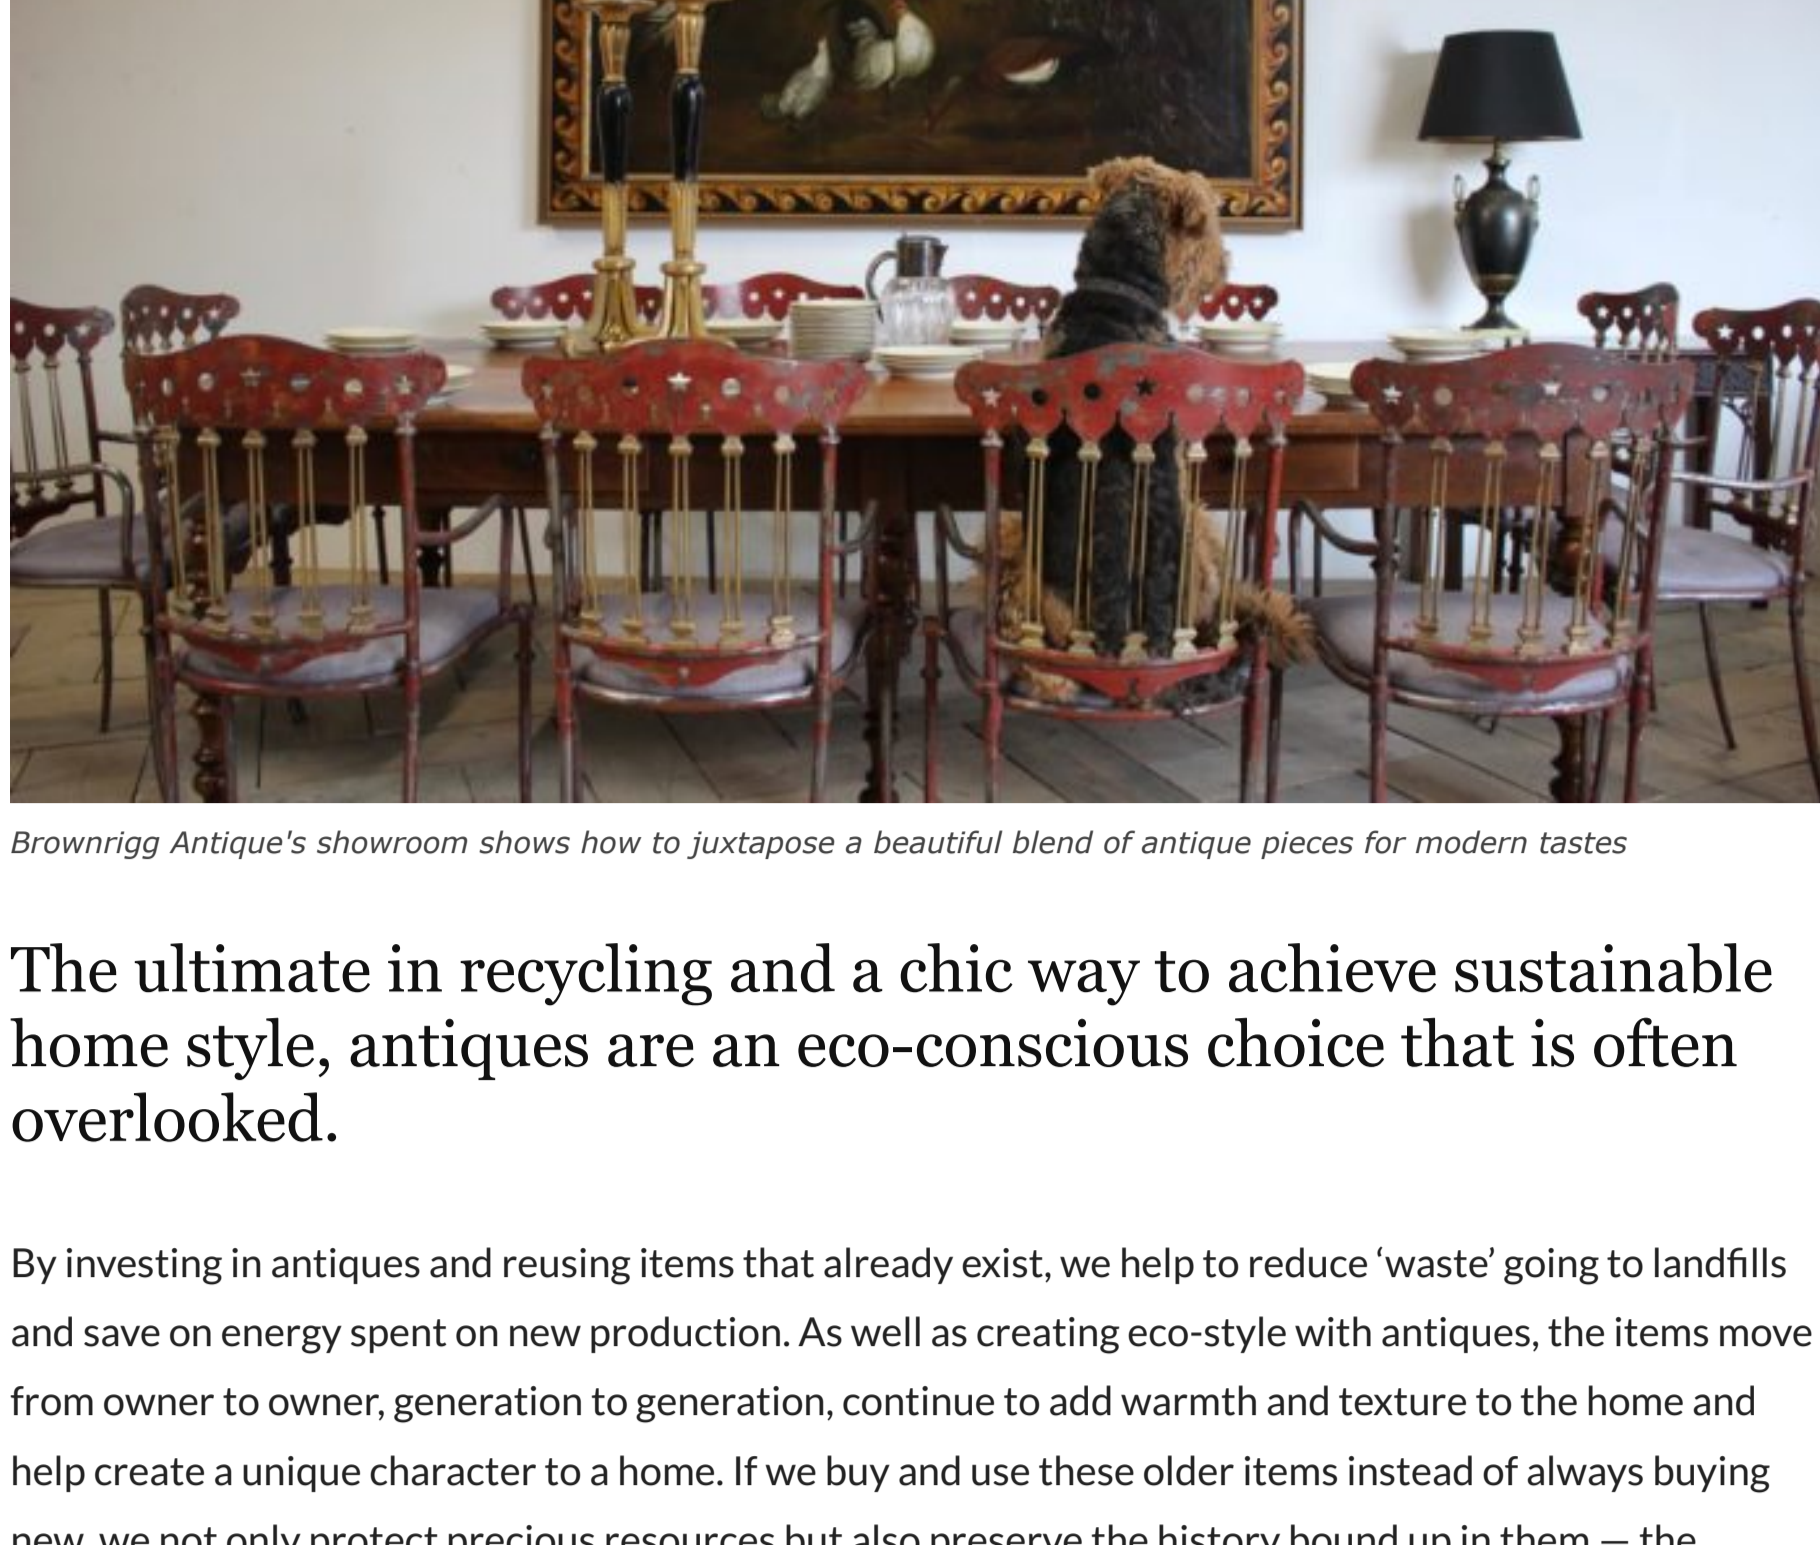 Brownrigg Antique's showroom shows how to juxtapose a beautiful blend of antique pieces for modern tastes
The ultimate in recycling and a chic way to achieve sustainable
home style, antiques are an eco-conscious choice that is often
overlooked.
By investing in antiques and reusing items that already exist, we help to reduce ‘waste’ going to landfills
and save on energy spent on new production. As well as creating eco-style with antiques, the items move
from owner to owner, generation to generation, continue to add warmth and texture to the home and
help create a unique character to a home. If we buy and use these older items instead of always buying
new, we not only protect precious resources but also preserve the history bound up in them — the